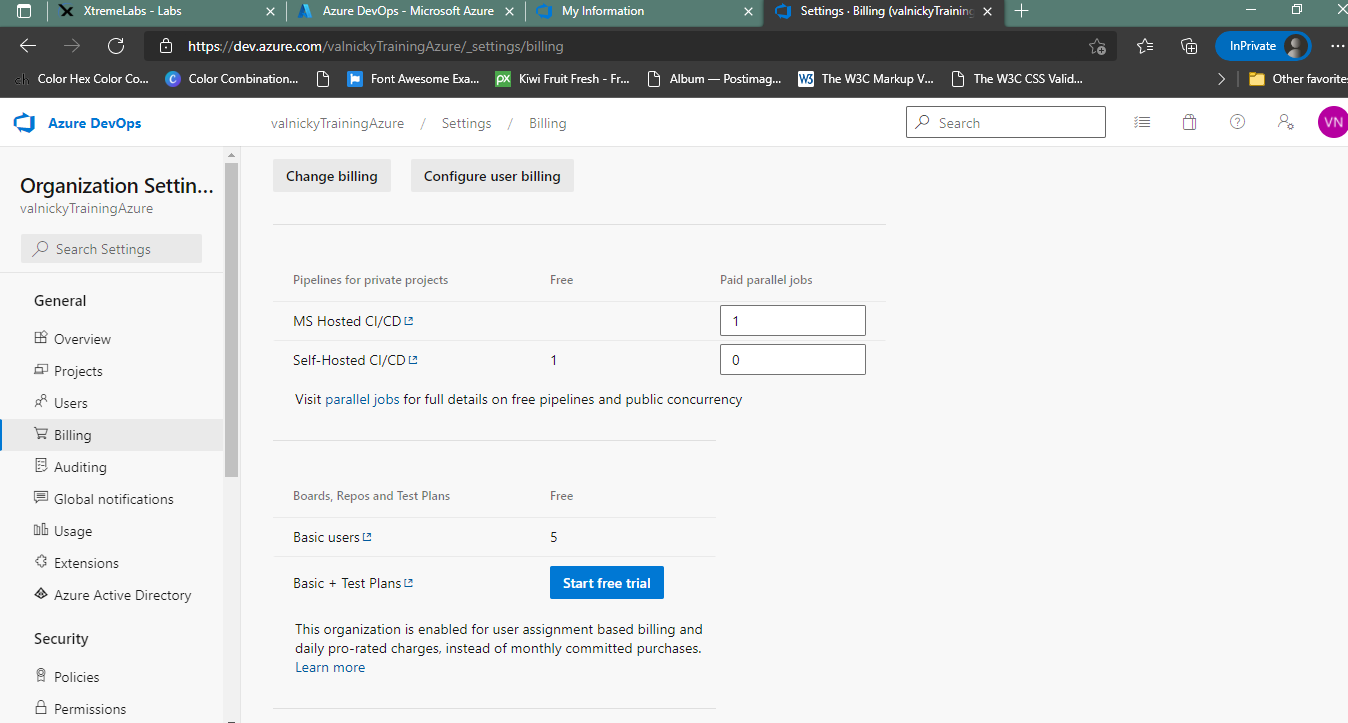 XtremeLabs - Labs
Azure DevOps - Microsoft Azure
My Information
Settings · Billing (valnickyTraining
https://dev.azure.com/valnickyTrainingAzure/_settings/billing
InPrivate
ch Color Hex Color Co...
C Color Combination...
Font Awesome Exa...
px Kiwi Fruit Fresh - Fr...
Album — Postimag...
W3 The W3C Markup V...
The W3C CSS Valid...
Other favorites
Azure DevOps
valnickyTrainingAzure / Settings / Billing
Search
VN
Organization Settin...
valnickyTrainingAzure
Search Settings
General
Overview
Projects
Users
Billing
Auditing
Global notifications
Usage
Extensions
Azure Active Directory
Security
Policies
Permissions
Change billing
Configure user billing
Pipelines for private projects Free Paid parallel jobs
MS Hosted CI/CD 1
Self-Hosted CI/CD 1 0
Visit parallel jobs for full details on free pipelines and public concurrency
Boards, Repos and Test Plans Free
Basic users 5
Basic + Test Plans Start free trial
This organization is enabled for user assignment based billing and
daily pro-rated charges, instead of monthly committed purchases.
Learn more